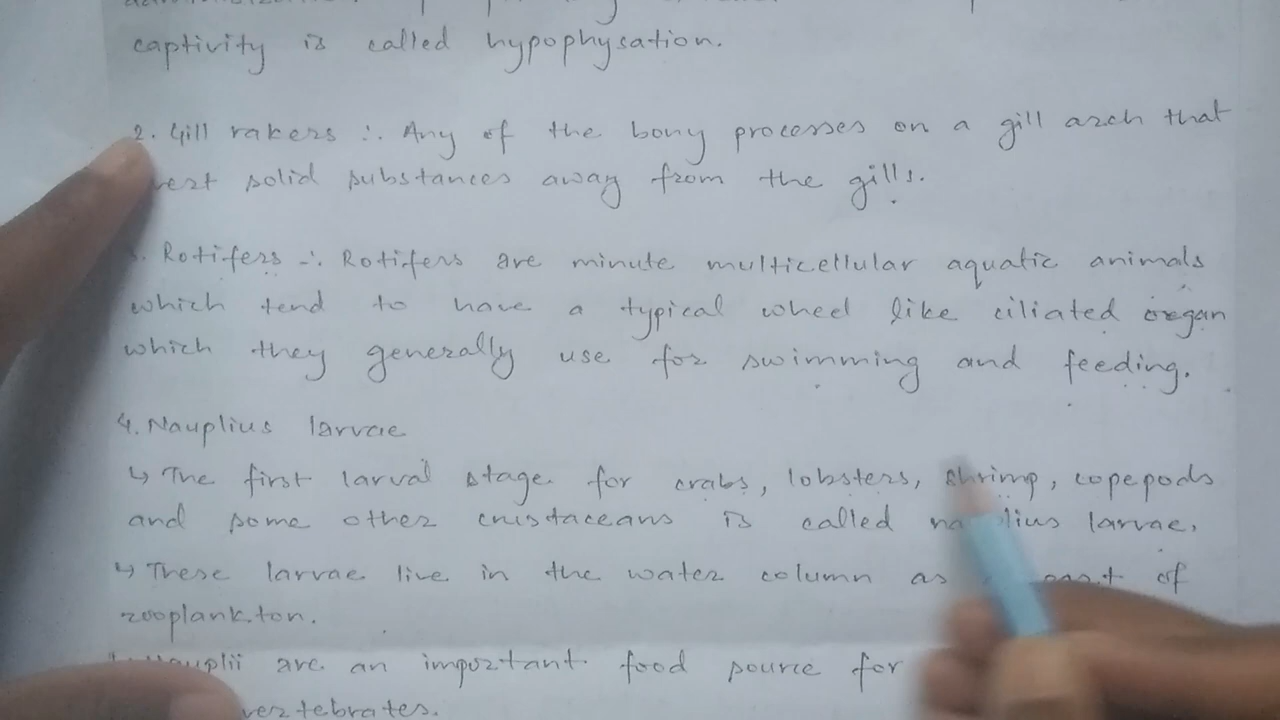 captivity is called hypophysation.
2. Gill rakers ∴ Any of the bony processes on a gill arch that
solid substances away from the gills.
Rotifers -∴ Rotifers are minute multicellular aquatic animals
which tend to have a typical wheel like ciliated organ
which they generally use for swimming and feeding.
4. Nauplius larvae
↳ The first larval stage for crabs, lobsters, shrimp, copepods
and some other crustaceans is called larvae.
↳ These larvae live in the water column as part of
zooplankton.
are an important food source for